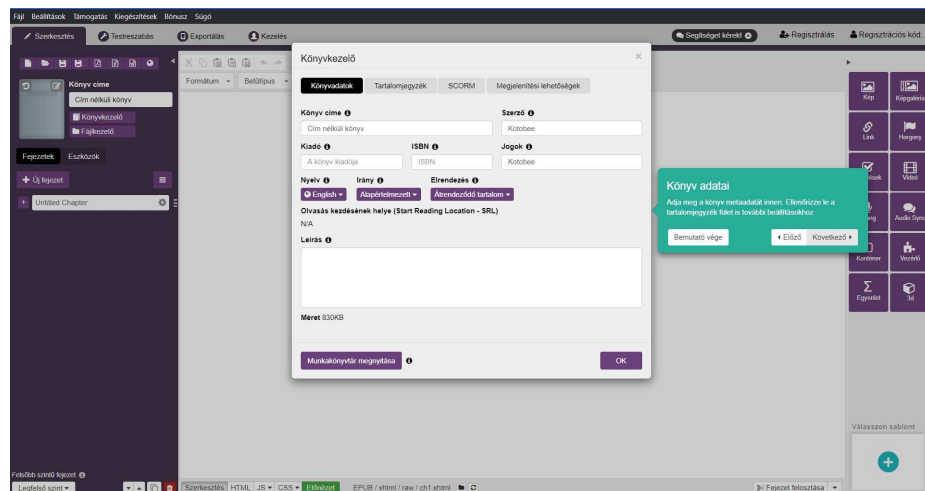 Fájl Beállítások Támogatás Kiegészítések Bónusz Súgó
Szerkesztés Testreszabás Exportálás Kezelés Segítséget kérek! Regisztrálás Regisztrációs kód...
Formátum Betűtípus
Könyv címe
Cím nélküli könyv
Könyvkezelő
Fájlkezelő
Fejezetek Eszközök
Új fejezet
Untitled Chapter
Könyvkezelő
Könyvadatok Tartalomjegyzék SCORM Megjelenítési lehetőségek
Könyv címe Szerző
Cím nélküli könyv Kotobee
Kiadó ISBN Jogok
A könyv kiadója ISBN Kotobee
Nyelv Irány Elrendezés
English Alapértelmezett Átrendeződő tartalom
Olvasás kezdésének helye (Start Reading Location - SRL)
N/A
Leírás
Méret 830KB
Munkakönyvtár megnyitása OK
Könyv adatai
Adja meg a könyv metaadatát innen. Ellenőrizze le a
tartalomjegyzék fület is további beállításokhoz
Bemutató vége Előző Következő
Kép Képgaléria
Link Horgony
Videó
Audio Sync
Konténer Vezérlő
Egyenlet 3d
Válasszon sablont
Felsőbb szintű fejezet
Legfelső szint
Szerkesztés HTML JS CSS Előnézet EPUB / xhtml / raw / ch1.xhtml Fejezet felosztása